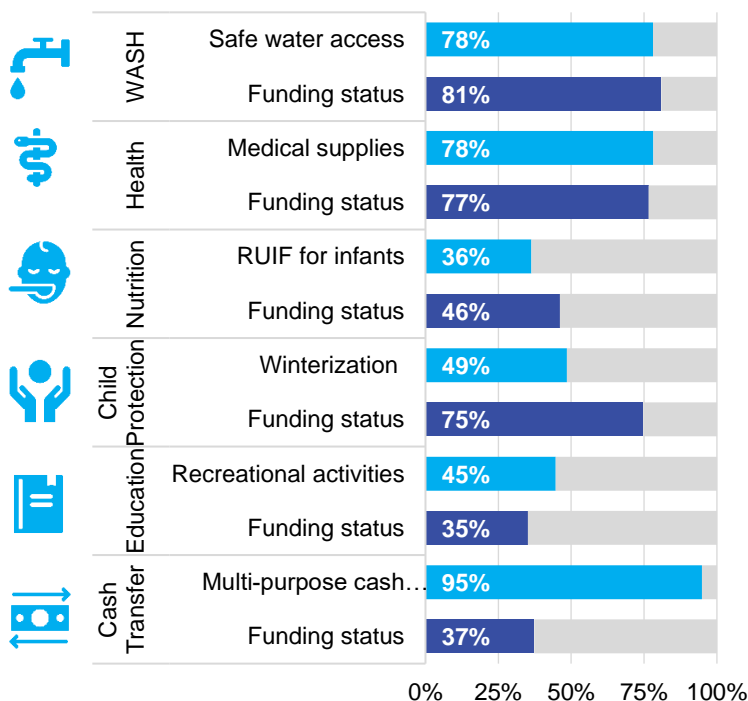 WASH
Safe water access 78%
Funding status 81%
Health
Medical supplies 78%
Funding status 77%
Nutrition
RUIF for infants 36%
Funding status 46%
Child
Protection
Winterization 49%
Funding status 75%
Education
Recreational activities 45%
Funding status 35%
Cash
Transfer
Multi-purpose cash… 95%
Funding status 37%
0% 25% 50% 75% 100%